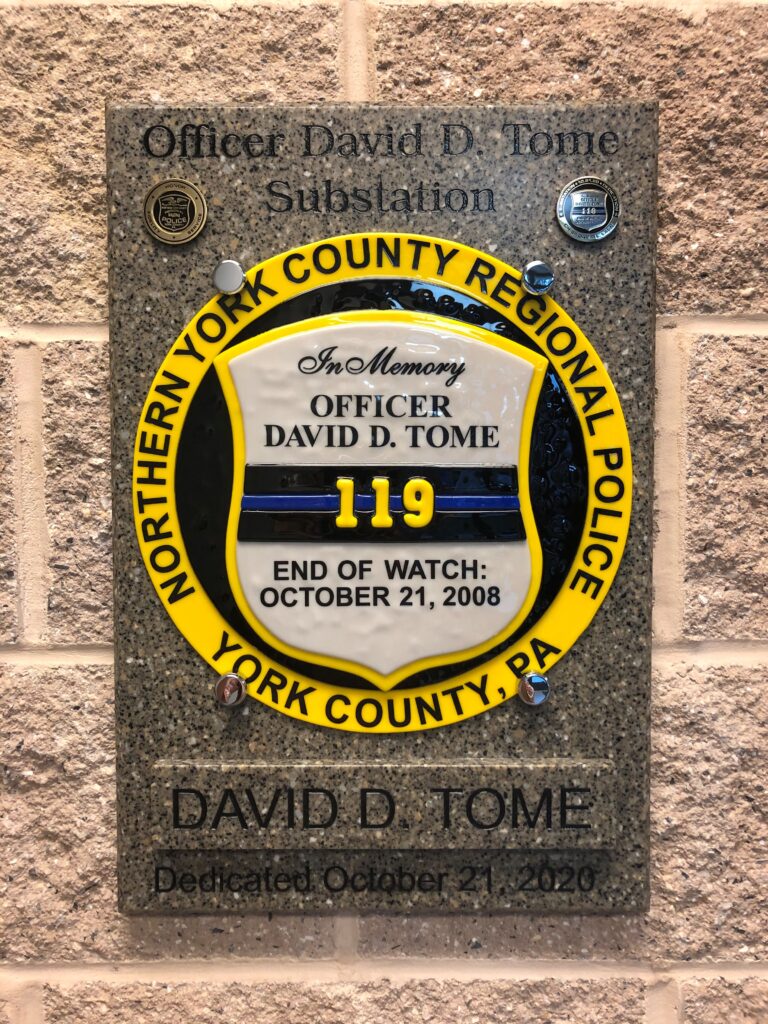 Officer David D. Tome
Substation
NORTHERN YORK COUNTY REGIONAL POLICE
In Memory
OFFICER
DAVID D. TOME
119
END OF WATCH:
OCTOBER 21, 2008
YORK COUNTY, PA
DAVID D. TOME
Dedicated October 21, 2020